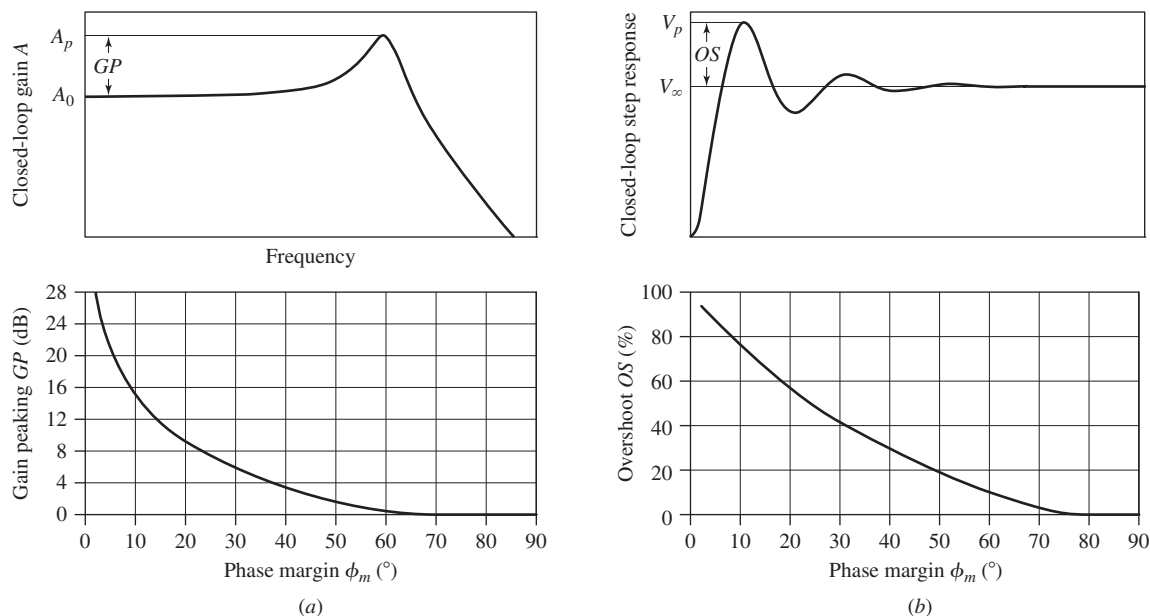 Closed-loop gain A
A_p
GP
A_0
Frequency
Closed-loop step response
V_p
OS
V_∞
Gain peaking GP (dB)
28
24
20
16
12
8
4
0
0 10 20 30 40 50 60 70 80 90
Phase margin ϕ_m (°)
(a)
Overshoot OS (%)
100
80
60
40
20
0
0 10 20 30 40 50 60 70 80 90
Phase margin ϕ_m (°)
(b)